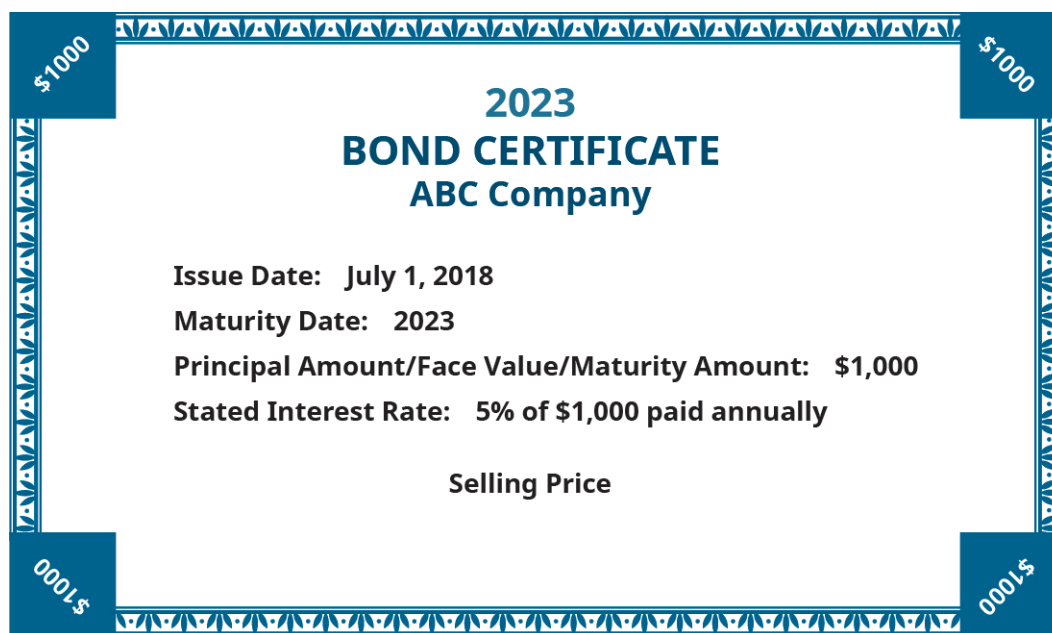 $1000
$1000
2023
BOND CERTIFICATE
ABC Company
Issue Date: July 1, 2018
Maturity Date: 2023
Principal Amount/Face Value/Maturity Amount: $1,000
Stated Interest Rate: 5% of $1,000 paid annually
Selling Price
$1000
$1000